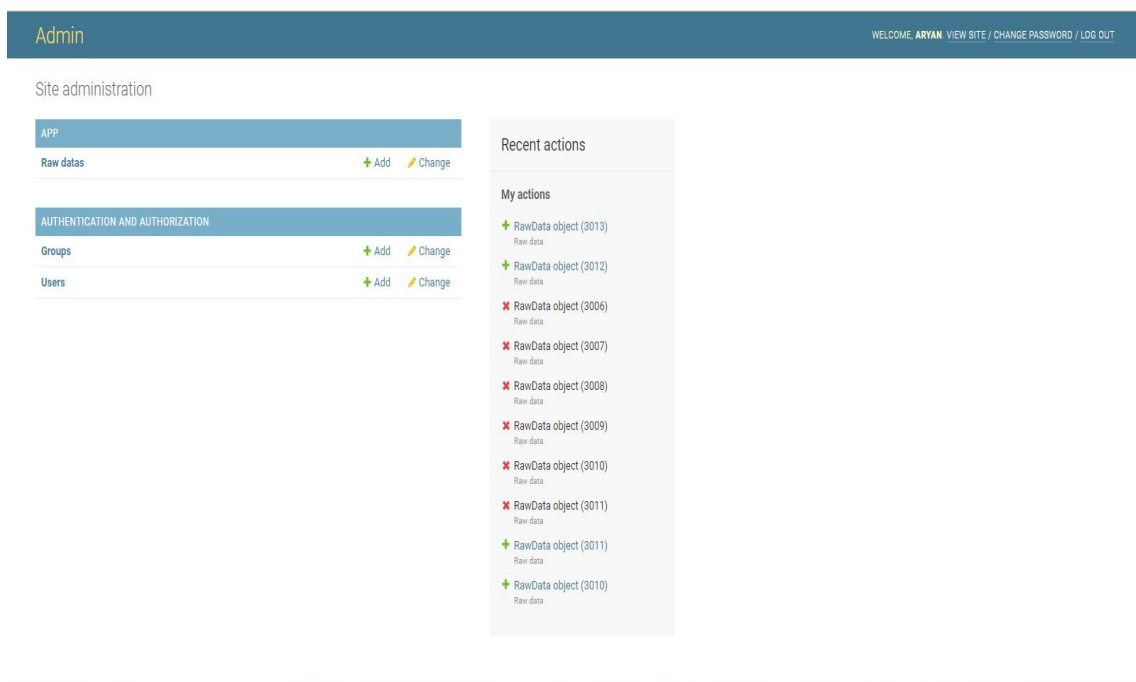 Admin
WELCOME, ARYAN. VIEW SITE / CHANGE PASSWORD / LOG OUT
Site administration
APP
Raw datas + Add Change
AUTHENTICATION AND AUTHORIZATION
Groups + Add Change
Users + Add Change
Recent actions
My actions
+ RawData object (3013)
Raw data
+ RawData object (3012)
Raw data
✖ RawData object (3006)
Raw data
✖ RawData object (3007)
Raw data
✖ RawData object (3008)
Raw data
✖ RawData object (3009)
Raw data
✖ RawData object (3010)
Raw data
✖ RawData object (3011)
Raw data
+ RawData object (3011)
Raw data
+ RawData object (3010)
Raw data